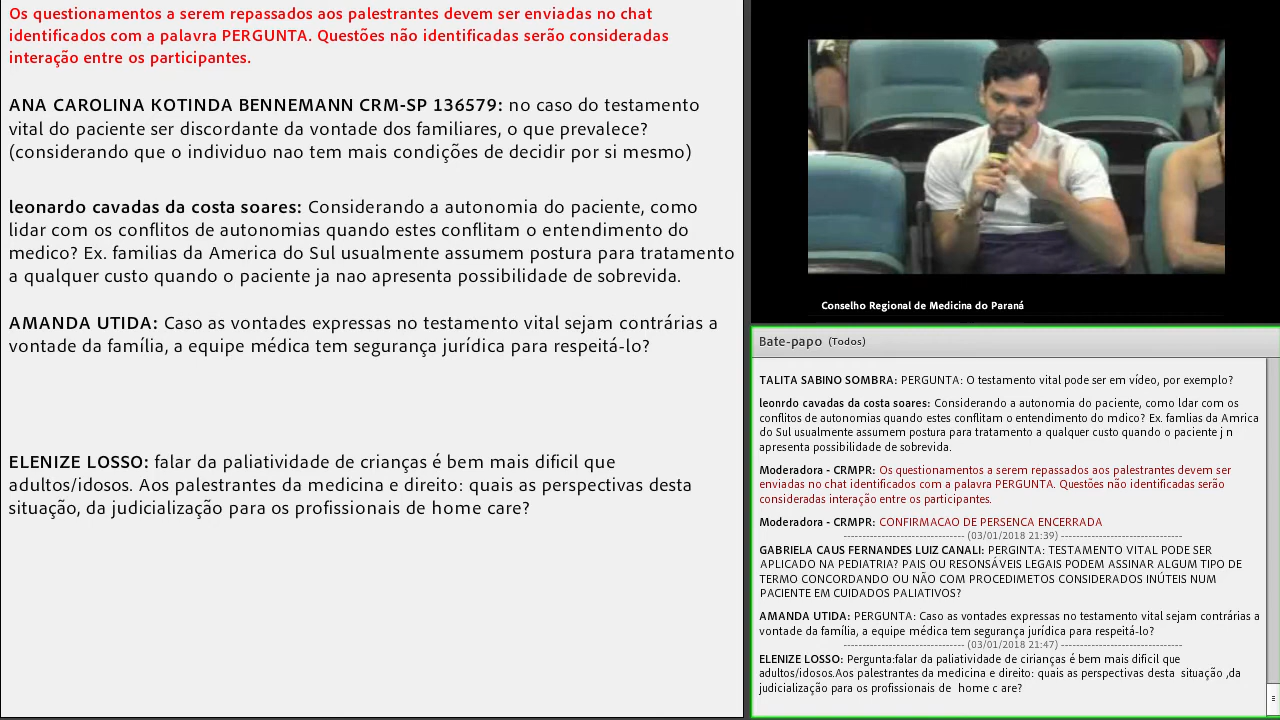 Os questionamentos a serem repassados aos palestrantes devem ser enviadas no chat
identificados com a palavra PERGUNTA. Questões não identificadas serão consideradas
interação entre os participantes.
ANA CAROLINA KOTINDA BENNEMANN CRM-SP 136579: no caso do testamento
vital do paciente ser discordante da vontade dos familiares, o que prevalece?
(considerando que o individuo nao tem mais condições de decidir por si mesmo)
leonardo cavadas da costa soares: Considerando a autonomia do paciente, como
lidar com os conflitos de autonomias quando estes conflitam o entendimento do
medico? Ex. familias da America do Sul usualmente assumem postura para tratamento
a qualquer custo quando o paciente ja nao apresenta possibilidade de sobrevida.
AMANDA UTIDA: Caso as vontades expressas no testamento vital sejam contrárias a
vontade da família, a equipe médica tem segurança jurídica para respeitá-lo?
ELENIZE LOSSO: falar da paliatividade de crianças é bem mais dificil que
adultos/idosos. Aos palestrantes da medicina e direito: quais as perspectivas desta
situação, da judicialização para os profissionais de home care?
Conselho Regional de Medicina do Paraná
Bate-papo (Todos)
TALITA SABINO SOMBRA: PERGUNTA: O testamento vital pode ser em vídeo, por exemplo?
leonrdo cavadas da costa soares: Considerando a autonomia do paciente, como ldar com os
conflitos de autonomias quando estes conflitam o entendimento do mdico? Ex. famlias da Amrica
do Sul usualmente assumem postura para tratamento a qualquer custo quando o paciente j n
apresenta possibilidade de sobrevida.
Moderadora - CRMPR: Os questionamentos a serem repassados aos palestrantes devem ser
enviadas no chat identificados com a palavra PERGUNTA. Questões não identificadas serão
consideradas interação entre os participantes.
Moderadora - CRMPR: CONFIRMACAO DE PERSENCA ENCERRADA
------------------------------- (03/01/2018 21:39) -------------------------------
GABRIELA CAUS FERNANDES LUIZ CANALI: PERGINTA: TESTAMENTO VITAL PODE SER
APLICADO NA PEDIATRIA? PAIS OU RESONSÁVEIS LEGAIS PODEM ASSINAR ALGUM TIPO DE
TERMO CONCORDANDO OU NÃO COM PROCEDIMETOS CONSIDERADOS INÚTEIS NUM
PACIENTE EM CUIDADOS PALIATIVOS?
AMANDA UTIDA: PERGUNTA: Caso as vontades expressas no testamento vital sejam contrárias a
vontade da família, a equipe médica tem segurança jurídica para respeitá-lo?
------------------------------- (03/01/2018 21:47) -------------------------------
ELENIZE LOSSO: Pergunta:falar da paliatividade de cirianças é bem mais dificil que
adultos/idosos.Aos palestrantes da medicina e direito: quais as perspectivas desta situação ,da
judicialização para os profissionais de home c are?